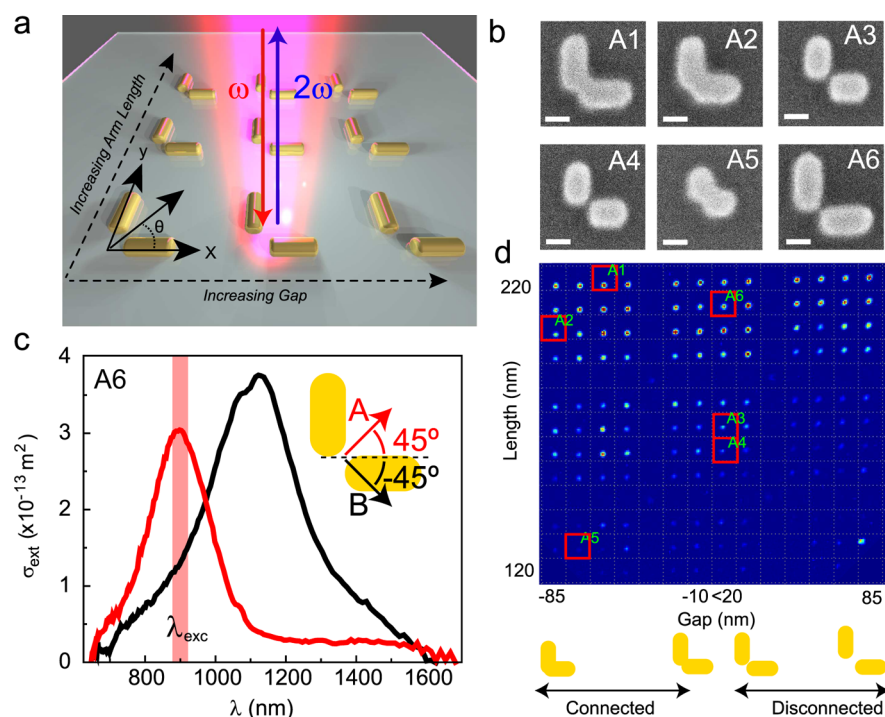 a
ω
2ω
Increasing Arm Length
y
θ
x
Increasing Gap
b
A1
A2
A3
A4
A5
A6
c
A6
4
3
2
1
0
σext (x10⁻¹³ m²)
A
45º
-45º
B
λexc
800
1000
1200
1400
1600
λ (nm)
d
220
Length (nm)
120
A1
A6
A2
A3
A4
A5
-85
-10
<20
85
Gap (nm)
Connected
Disconnected